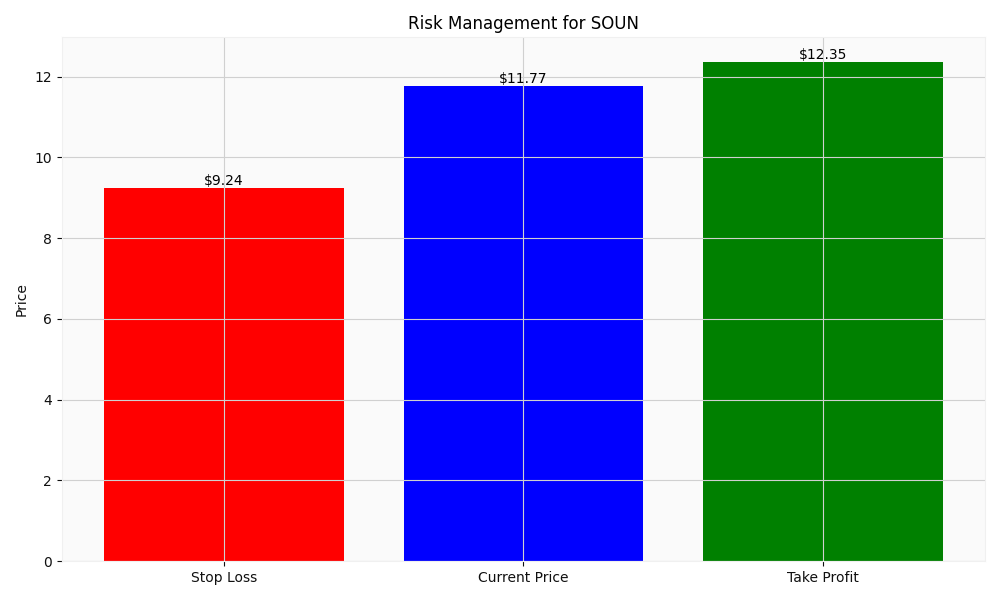 Risk Management for SOUN
$12.35
$11.77
$9.24
12
10
8
6
4
2
0
Price
Stop Loss
Current Price
Take Profit